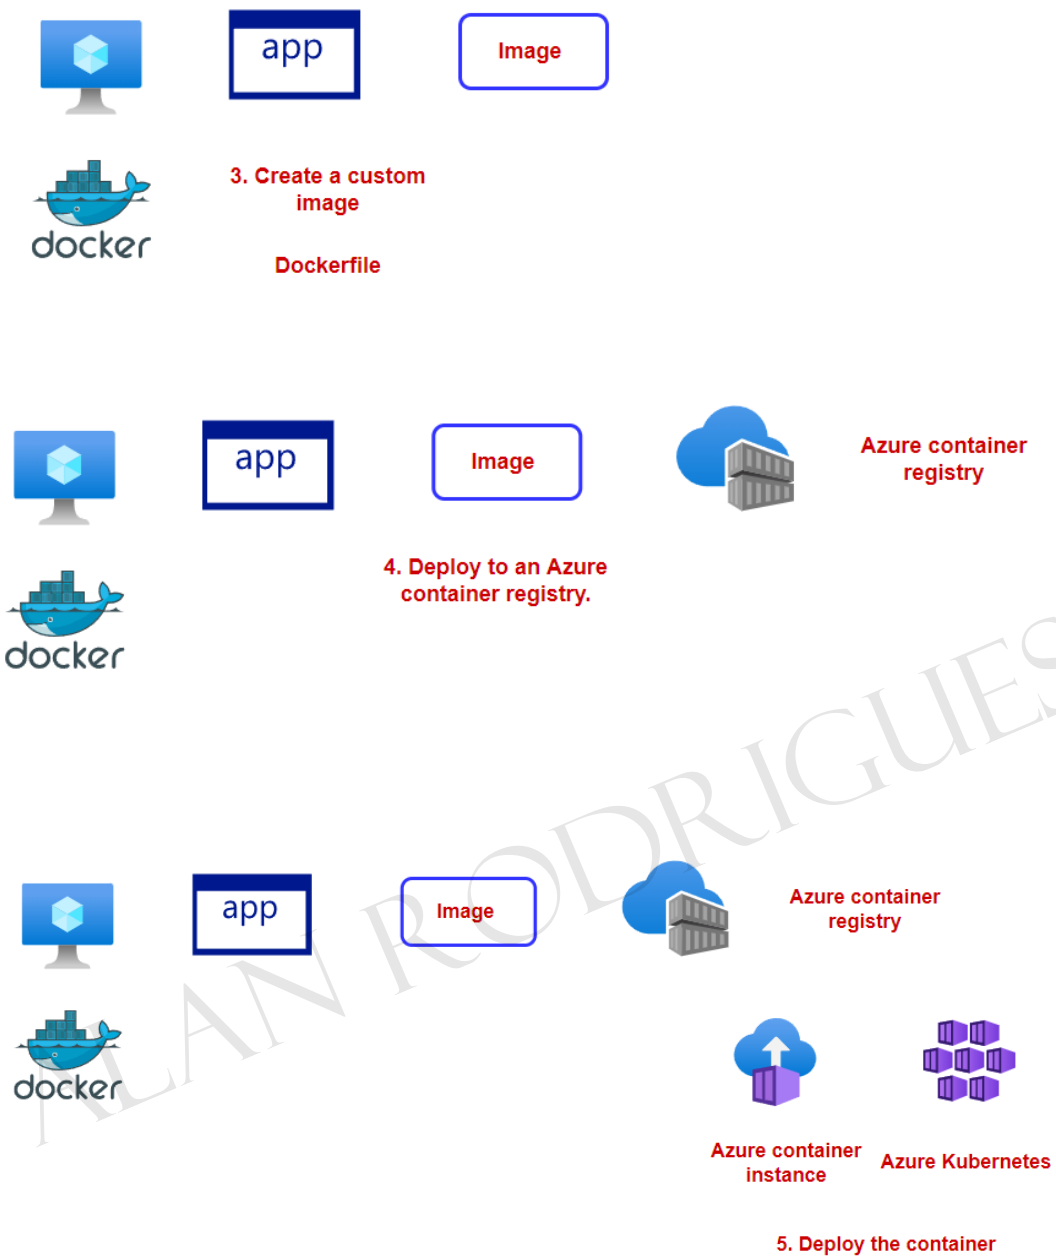 app
Image
docker
3. Create a custom
image
Dockerfile
app
Image
Azure container
registry
4. Deploy to an Azure
container registry.
docker
ALAN RODRIGUES
app
Image
Azure container
registry
docker
Azure container
instance
Azure Kubernetes
5. Deploy the container